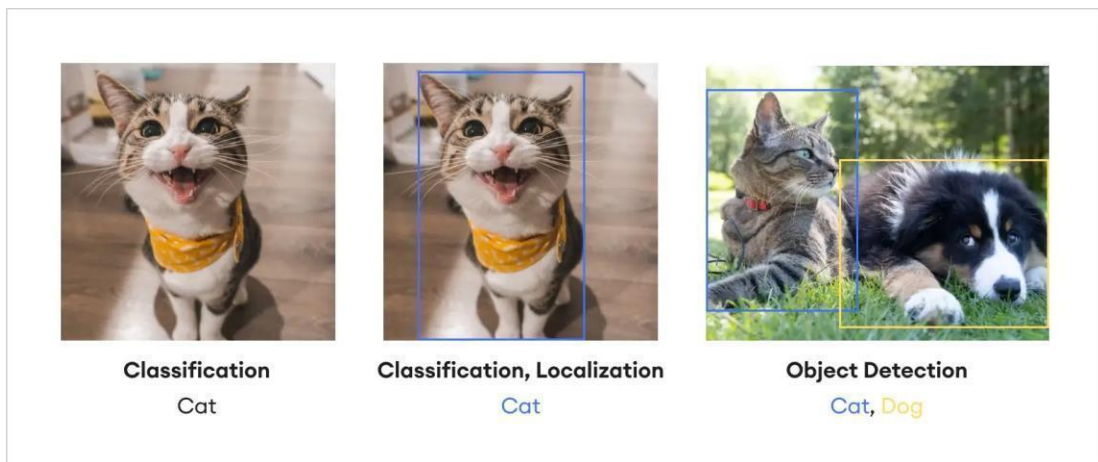 Classification
Cat
Classification, Localization
Cat
Object Detection
Cat, Dog